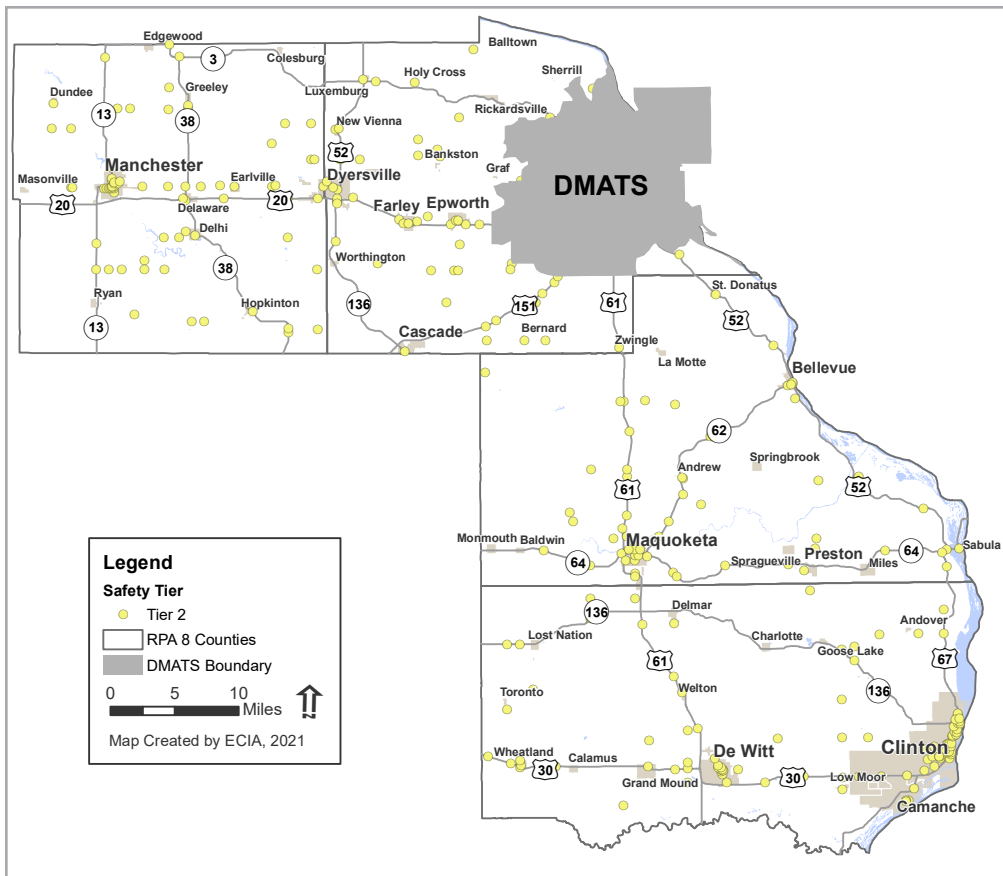 Edgewood
Balltown
3
Colesburg
Holy Cross
Sherrill
Dundee
Greeley
Luxemburg
Rickardsville
13
38
New Vienna
52
Bankston
Manchester
Graf
Masonville
Earlville
Dyersville
DMATS
20
Delaware
20
Farley
Epworth
Delhi
Worthington
38
St. Donatus
Ryan
Hopkinton
136
151
61
52
13
Cascade
Bernard
Zwingle
La Motte
Bellevue
62
Springbrook
Andrew
61
52
Monmouth
Baldwin
Maquoketa
Sabula
64
Spragueville
Preston
Miles
64
136
Delmar
Andover
Lost Nation
Charlotte
Goose Lake
61
67
Toronto
Welton
136
Wheatland
Calamus
De Witt
Clinton
30
Grand Mound
30
Low Moor
Camanche
Legend
Safety Tier
Tier 2
RPA 8 Counties
DMATS Boundary
0 5 10
Miles
N
Map Created by ECIA, 2021